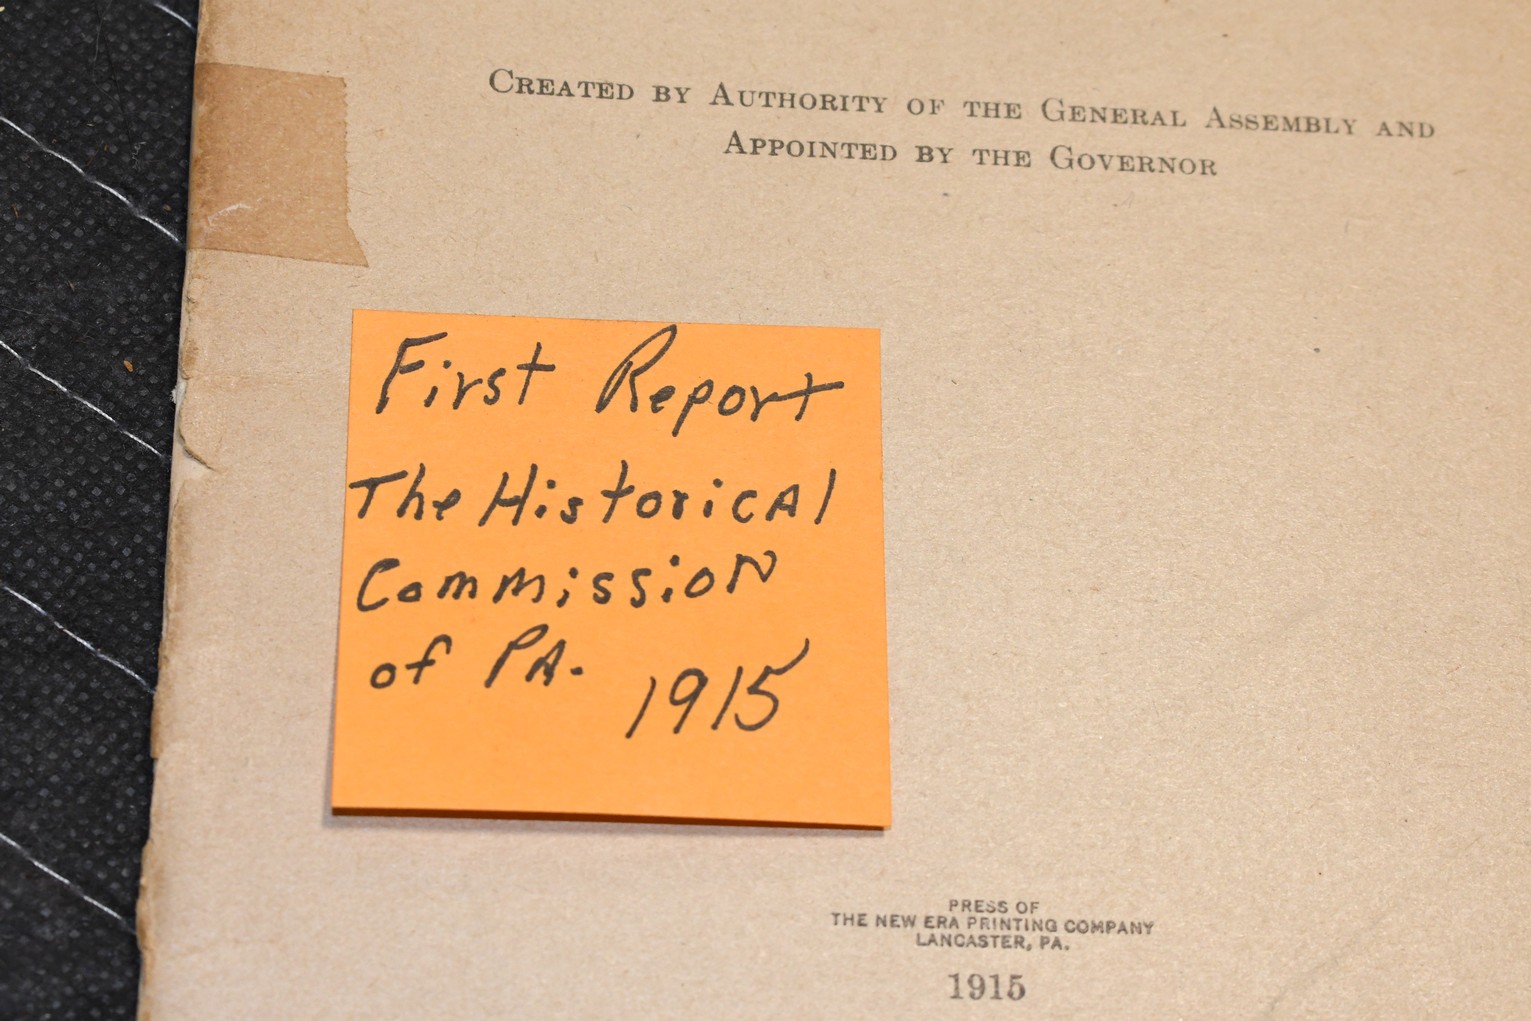 Created by Authority of the General Assembly and
Appointed by the Governor
First Report
The Historical
Commission
of PA.
1915
PRESS OF
THE NEW ERA PRINTING COMPANY
LANCASTER, PA.
1915